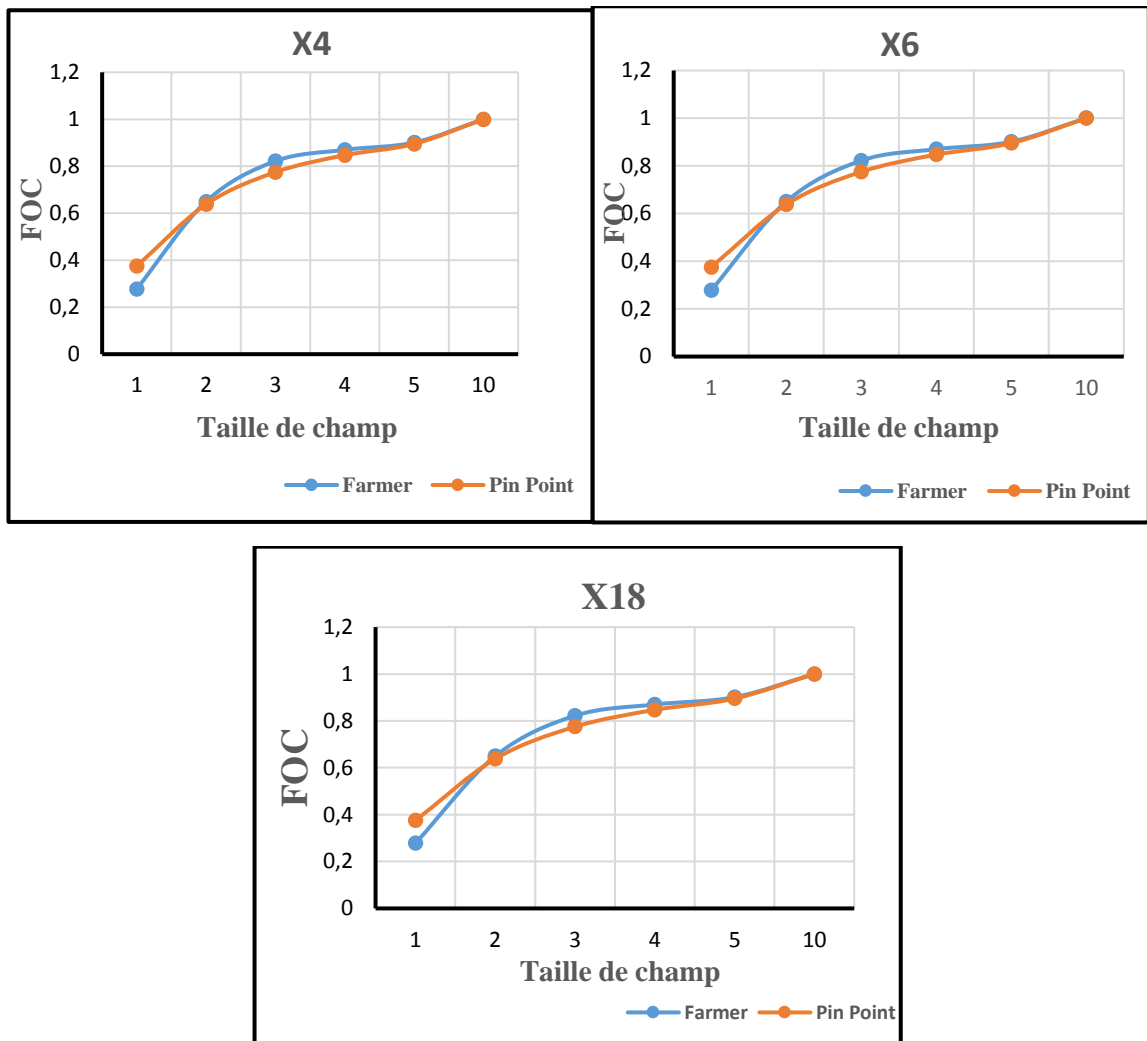 X4
1,2
1
0,8
0,6
0,4
0,2
0
FOC
1 2 3 4 5 10
Taille de champ
Farmer Pin Point
X6
1,2
1
0,8
0,6
0,4
0,2
0
FOC
1 2 3 4 5 10
Taille de champ
Farmer Pin Point
X18
1,2
1
0,8
0,6
0,4
0,2
0
FOC
1 2 3 4 5 10
Taille de champ
Farmer Pin Point